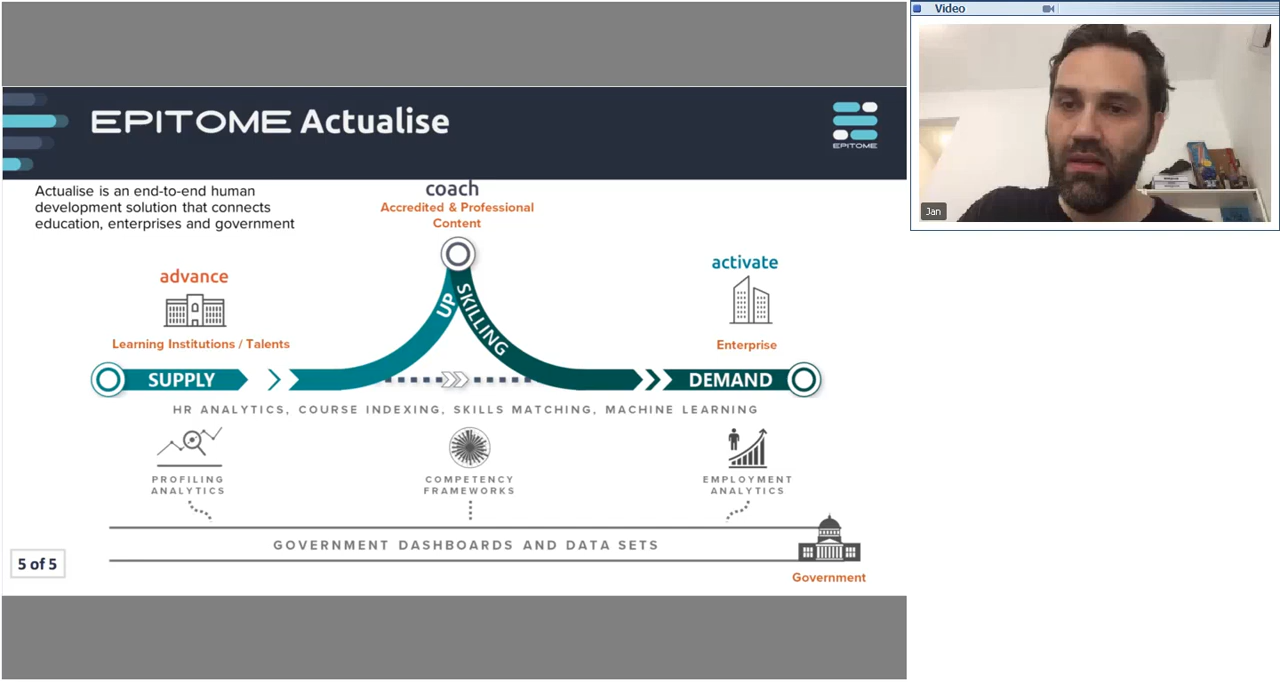 Video
EPITOME Actualise
EPITOME
Actualise is an end-to-end human
development solution that connects
education, enterprises and government
coach
Accredited & Professional
Content
advance
Learning Institutions / Talents
activate
Enterprise
UP SKILLING
SUPPLY
DEMAND
HR ANALYTICS, COURSE INDEXING, SKILLS MATCHING, MACHINE LEARNING
PROFILING
ANALYTICS
COMPETENCY
FRAMEWORKS
EMPLOYMENT
ANALYTICS
GOVERNMENT DASHBOARDS AND DATA SETS
Government
5 of 5
Jan